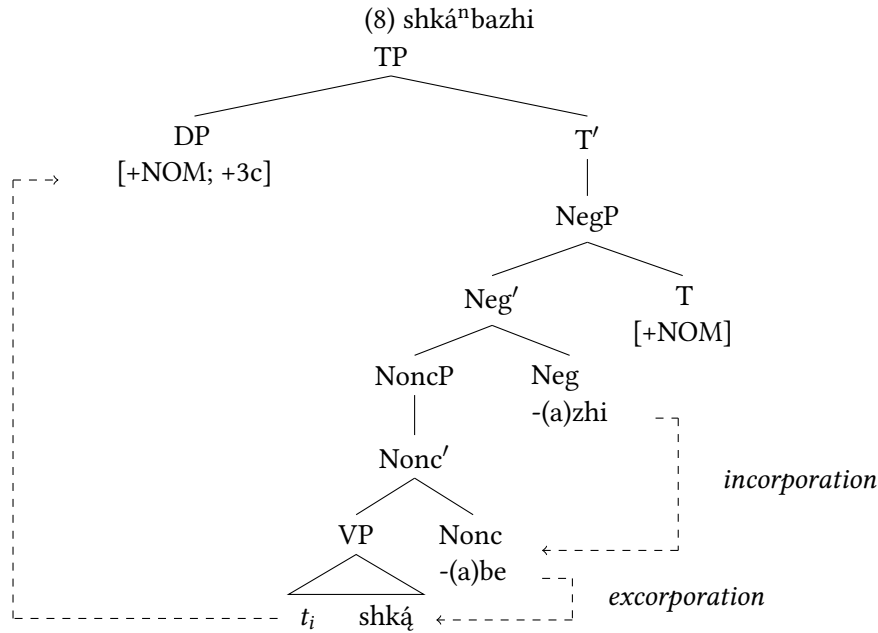 (8) shkáⁿbazhi
TP
DP T′
[+NOM; +3c]
NegP
Neg′ T
[+NOM]
NoncP Neg
-(a)zhi
Nonc′
incorporation
VP Nonc
-(a)be
excorporation
tᵢ shką́